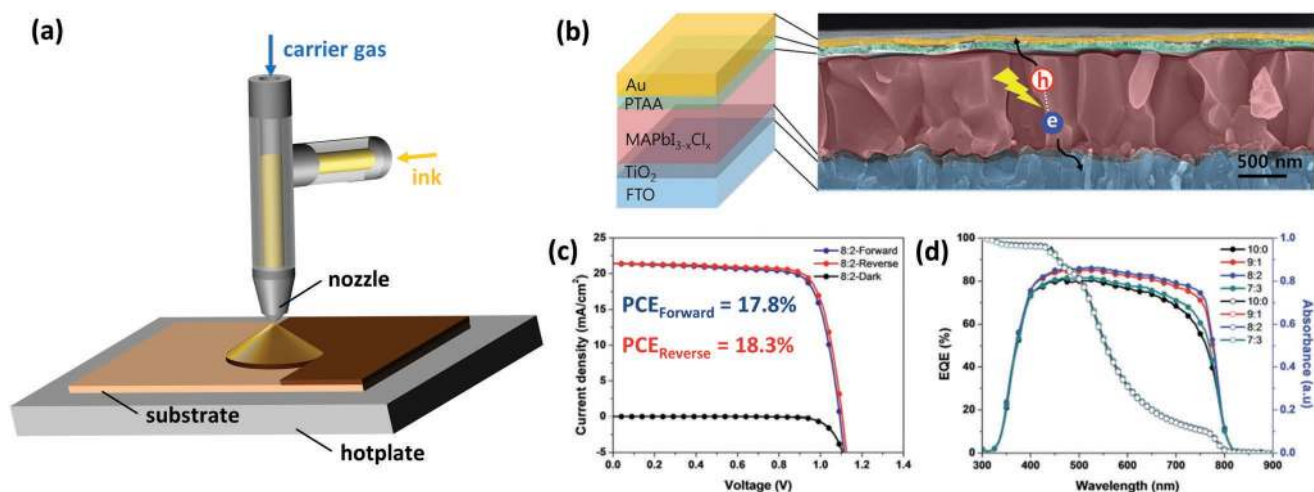 (a)
carrier gas
ink
nozzle
substrate
hotplate
(b)
Au
PTAA
MAPbI₃₋ₓClₓ
TiO₂
FTO
h
e
500 nm
(c)
25
20
15
10
5
0
-5
0.0 0.2 0.4 0.6 0.8 1.0 1.2 1.4
Current density (mA/cm²)
Voltage (V)
8:2-Forward
8:2-Reverse
8:2-Dark
PCE_Forward = 17.8%
PCE_Reverse = 18.3%
(d)
100
80
60
40
20
0
300 400 500 600 700 800 900
EQE (%)
Wavelength (nm)
10:0
9:1
8:2
7:3
10:0
9:1
8:2
7:3
1.0
0.8
0.6
0.4
0.2
0.0
Absorbance (a.u)